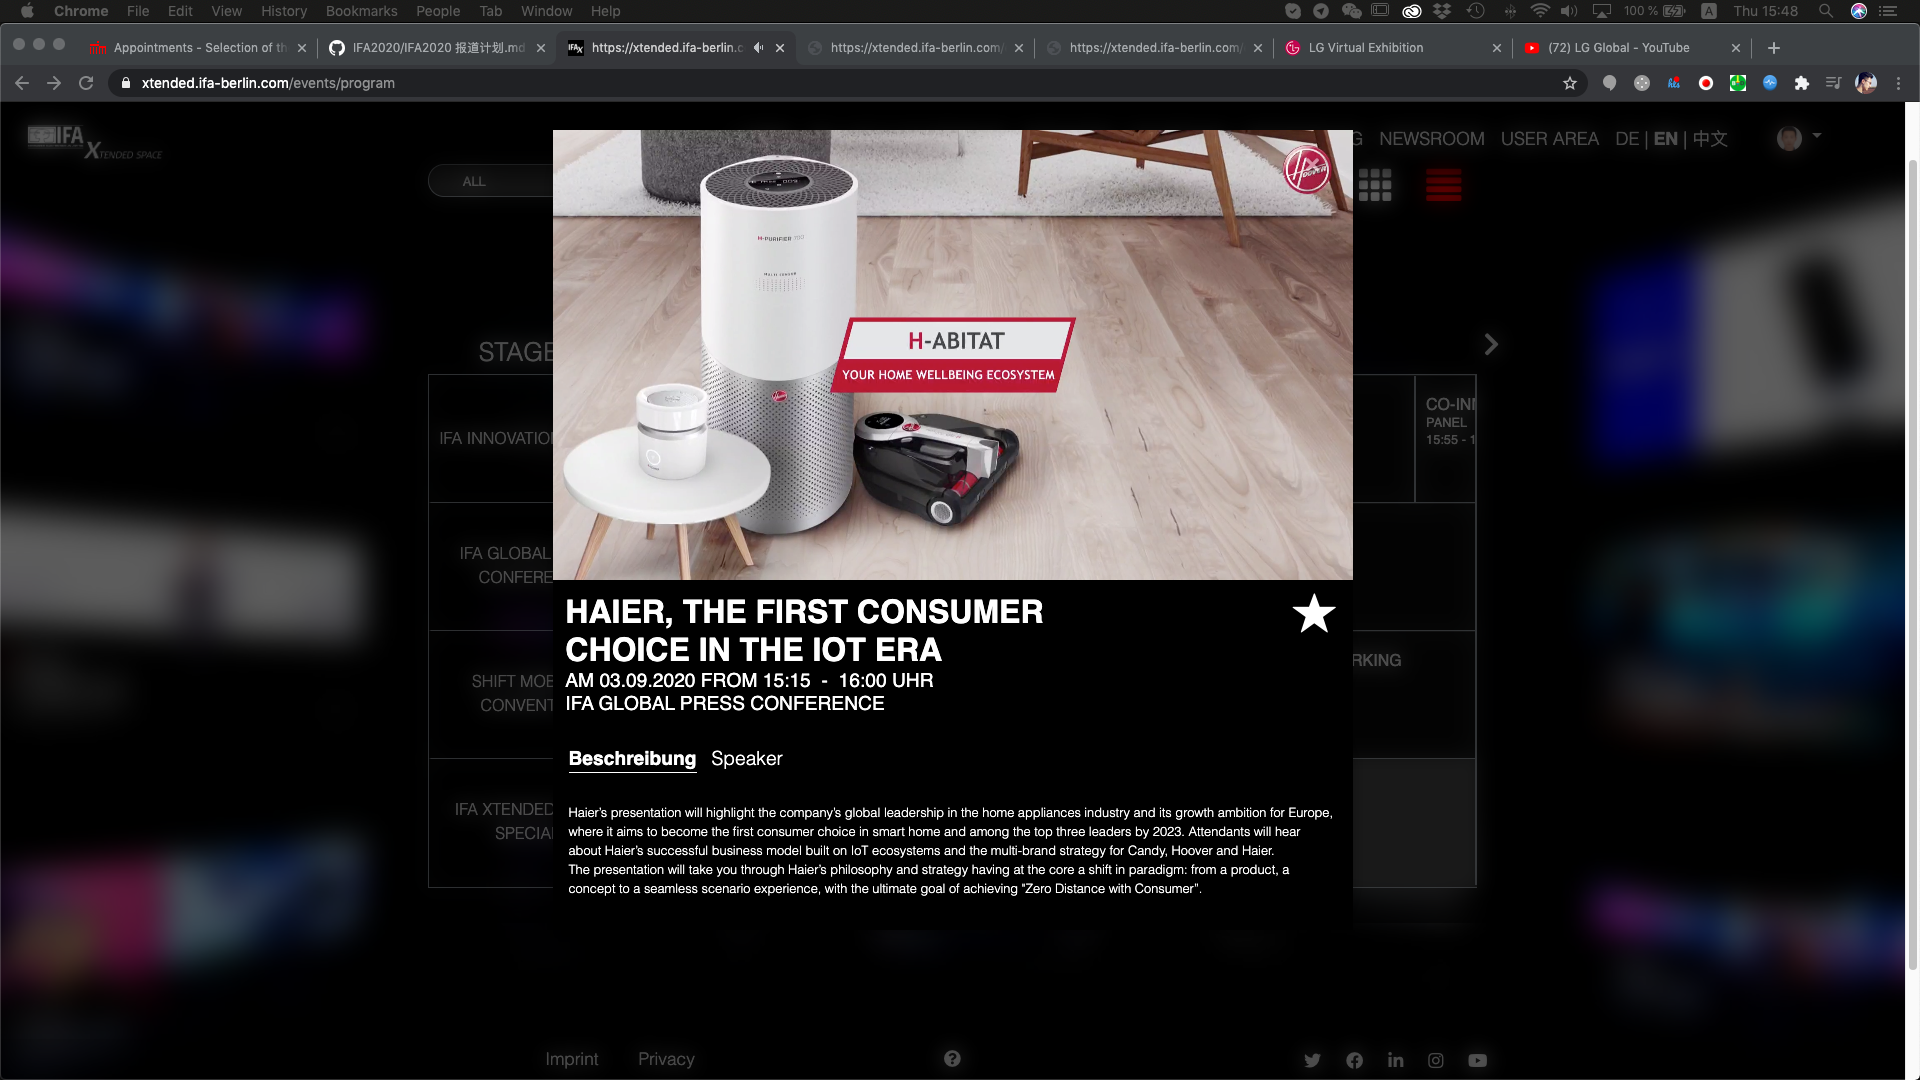 Chrome File Edit View History Bookmarks People Tab Window Help
100 % A Thu 15:48
Appointments - Selection of th
IFA2020/IFA2020 报道计划.md
https://xtended.ifa-berlin.c
https://xtended.ifa-berlin.com/
https://xtended.ifa-berlin.com/
LG Virtual Exhibition
(72) LG Global - YouTube
xtended.ifa-berlin.com/events/program
IFA
XTENDED SPACE
G NEWSROOM USER AREA DE | EN | 中文
ALL
HOOVER
H-PURIFIER 700
MULTI SENSOR
H-ABITAT
YOUR HOME WELLBEING ECOSYSTEM
STAGE
IFA INNOVATIO
CO-IN
PANEL
15:55 - 1
IFA GLOBAL
CONFERE
SHIFT MOB
CONVENT
RKING
IFA XTENDED
SPECIA
HAIER, THE FIRST CONSUMER
CHOICE IN THE IOT ERA
AM 03.09.2020 FROM 15:15 - 16:00 UHR
IFA GLOBAL PRESS CONFERENCE
Beschreibung Speaker
Haier’s presentation will highlight the company’s global leadership in the home appliances industry and its growth ambition for Europe,
where it aims to become the first consumer choice in smart home and among the top three leaders by 2023. Attendants will hear
about Haier’s successful business model built on IoT ecosystems and the multi-brand strategy for Candy, Hoover and Haier.
The presentation will take you through Haier’s philosophy and strategy having at the core a shift in paradigm: from a product, a
concept to a seamless scenario experience, with the ultimate goal of achieving "Zero Distance with Consumer".
Imprint Privacy